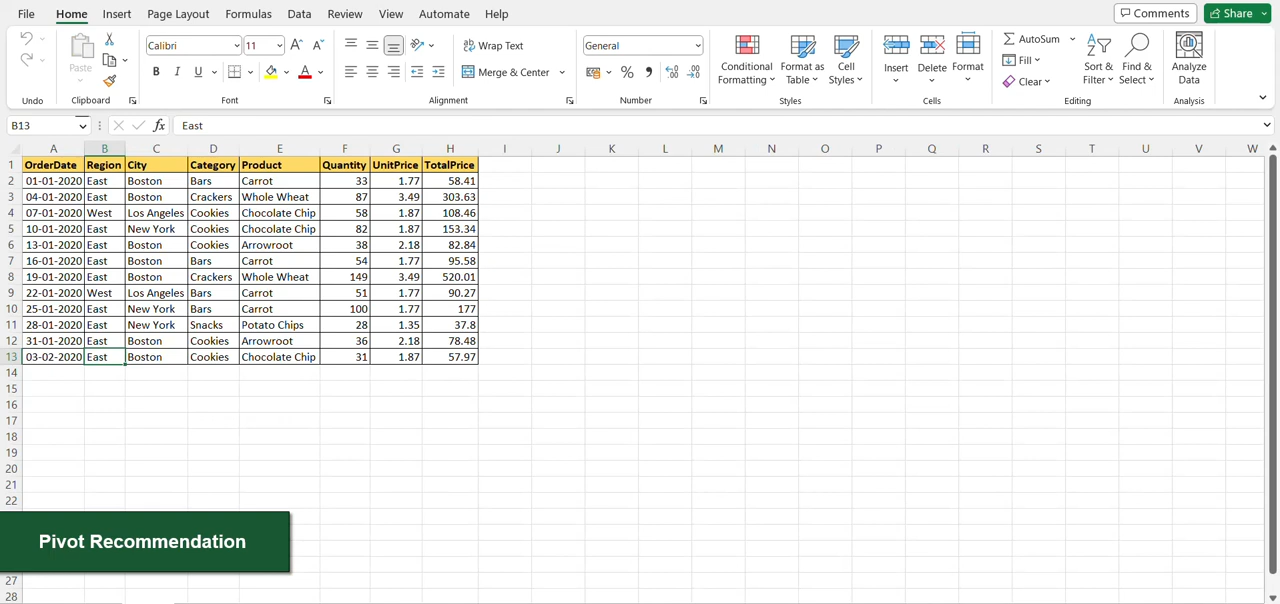 File Home Insert Page Layout Formulas Data Review View Automate Help Comments Share
Calibri 11 Wrap Text General AutoSum
Paste Conditional Format as Cell Insert Delete Format Fill Sort & Find & Analyze
B I U Merge & Center % Formatting Table Styles Clear Filter Select Data
Undo Clipboard Font Alignment Number Styles Cells Editing Analysis
B13 fx East
A B C D E F G H I J K L M N O P Q R S T U V W
1 OrderDate Region City Category Product Quantity UnitPrice TotalPrice
2 01-01-2020 East Boston Bars Carrot 33 1.77 58.41
3 04-01-2020 East Boston Crackers Whole Wheat 87 3.49 303.63
4 07-01-2020 West Los Angeles Cookies Chocolate Chip 58 1.87 108.46
5 10-01-2020 East New York Cookies Chocolate Chip 82 1.87 153.34
6 13-01-2020 East Boston Cookies Arrowroot 38 2.18 82.84
7 16-01-2020 East Boston Bars Carrot 54 1.77 95.58
8 19-01-2020 East Boston Crackers Whole Wheat 149 3.49 520.01
9 22-01-2020 West Los Angeles Bars Carrot 51 1.77 90.27
10 25-01-2020 East New York Bars Carrot 100 1.77 177
11 28-01-2020 East New York Snacks Potato Chips 28 1.35 37.8
12 31-01-2020 East Boston Cookies Arrowroot 36 2.18 78.48
13 03-02-2020 East Boston Cookies Chocolate Chip 31 1.87 57.97
14
15
16
17
18
19
20
21
22
Pivot Recommendation
27
28